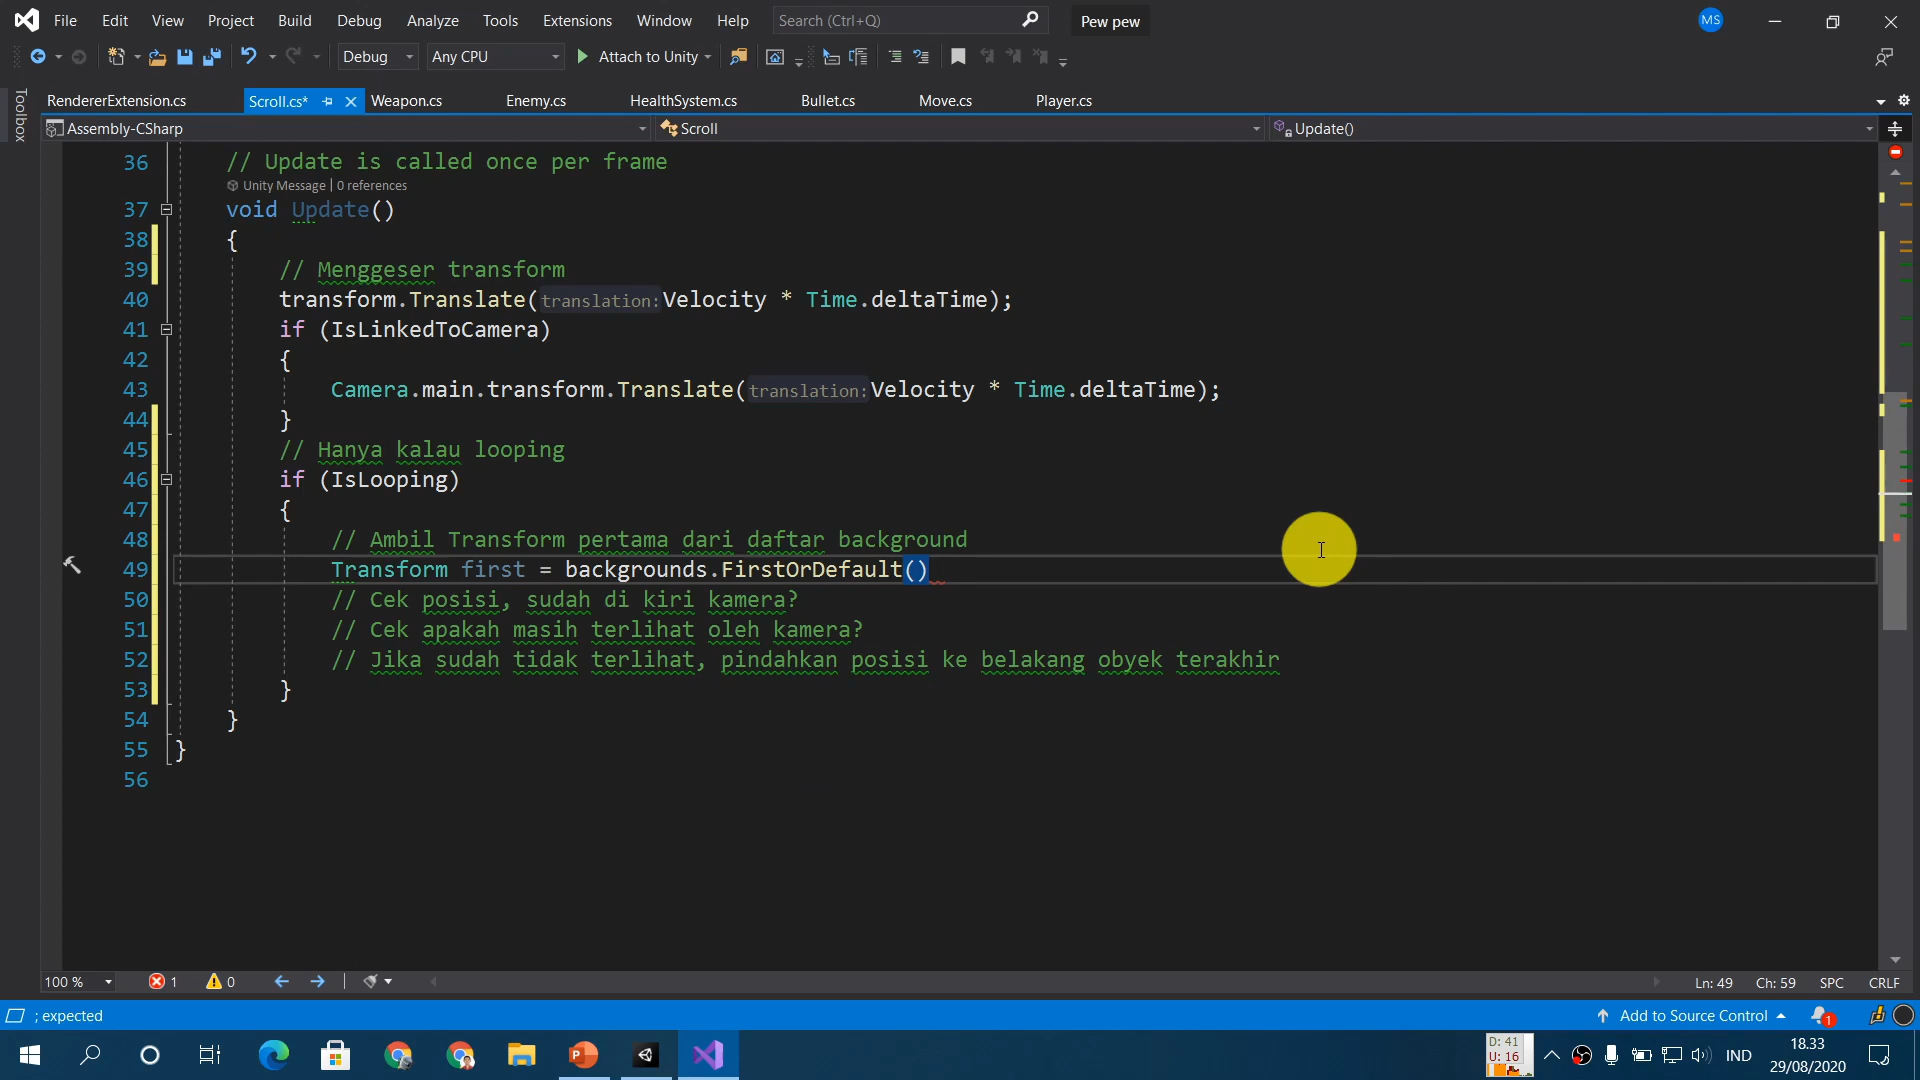 File Edit View Project Build Debug Analyze Tools Extensions Window Help Search (Ctrl+Q) Pew pew MS
Debug Any CPU Attach to Unity
Toolbox
RendererExtension.cs Scroll.cs* Weapon.cs Enemy.cs HealthSystem.cs Bullet.cs Move.cs Player.cs
Assembly-CSharp Scroll Update()
36 // Update is called once per frame
Unity Message | 0 references
37 void Update()
38 {
39 // Menggeser transform
40 transform.Translate(translation:Velocity * Time.deltaTime);
41 if (IsLinkedToCamera)
42 {
43 Camera.main.transform.Translate(translation:Velocity * Time.deltaTime);
44 }
45 // Hanya kalau looping
46 if (IsLooping)
47 {
48 // Ambil Transform pertama dari daftar background
49 Transform first = backgrounds.FirstOrDefault()
50 // Cek posisi, sudah di kiri kamera?
51 // Cek apakah masih terlihat oleh kamera?
52 // Jika sudah tidak terlihat, pindahkan posisi ke belakang obyek terakhir
53 }
54 }
55 }
56
100 % 1 0 Ln: 49 Ch: 59 SPC CRLF
; expected Add to Source Control 1
D: 41
U: 16
IND
18.33
29/08/2020